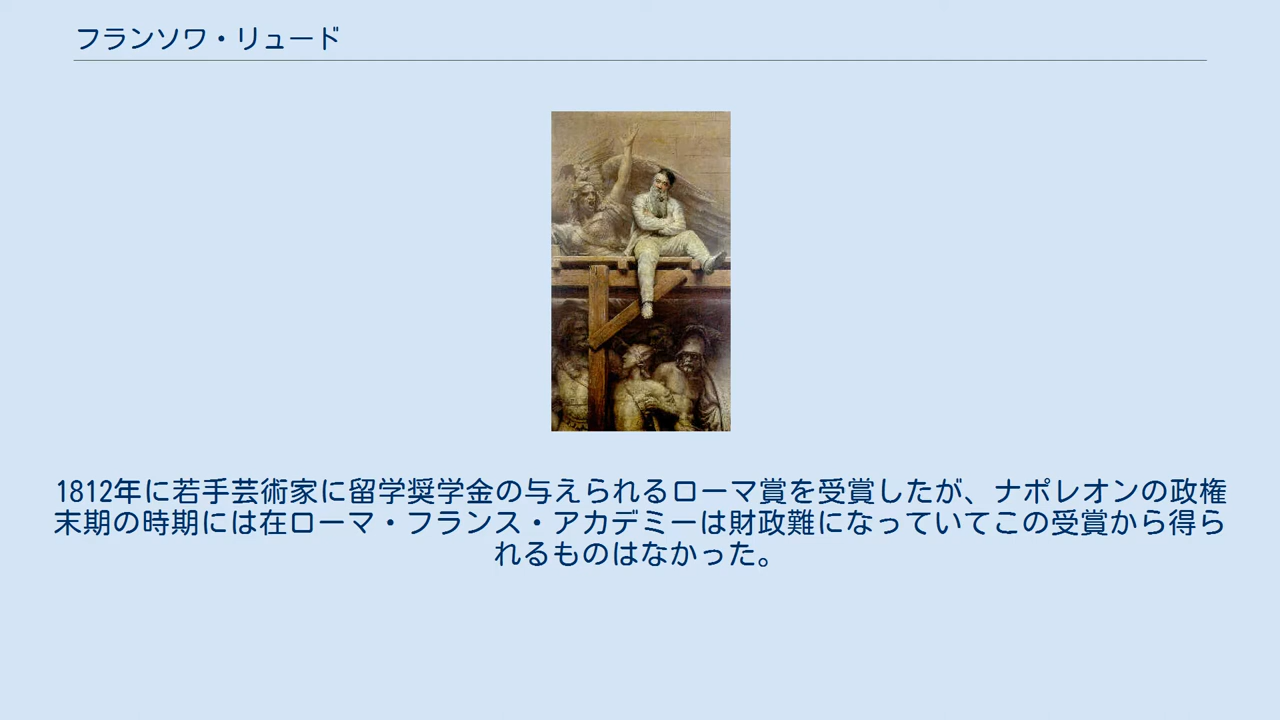 フランソワ・リュード
1812年に若手芸術家に留学奨学金の与えられるローマ賞を受賞したが、ナポレオンの政権
末期の時期には在ローマ・フランス・アカデミーは財政難になっていてこの受賞から得ら
れるものはなかった。